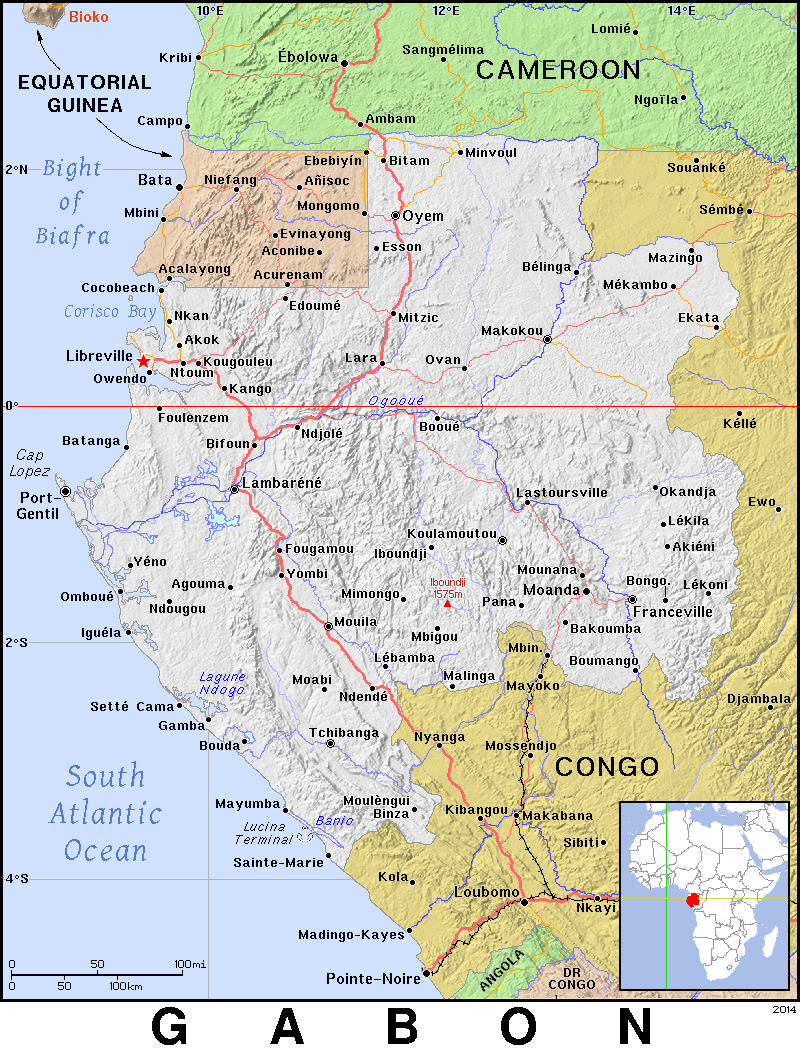 Bioko
10°E
12°E
14°E
Lomié
Kribi
Ébolowa
Sangmélima
CAMEROON
EQUATORIAL
GUINEA
Ngoïla
Campo
Ambam
Ebebiyín
Bitam
Minvoul
2°N
Bight
of
Biafra
Souanké
Bata
Niefang
Añisoc
Mongomo
Oyem
Sémbé
Mbini
Evinayong
Esson
Aconibe
Mazingo
Acalayong
Acurenam
Bélinga
Mékambo
Cocobeach
Edoumé
Corisco Bay
Nkan
Mitzic
Ekata
Akok
Makokou
Libreville
Kougouleu
Lara
Ovan
Owendo
Ntoum
Kango
0°
Ogooué
Foulenzem
Booué
Kéllé
Batanga
Bifoun
Ndjolé
Cap
Lopez
Port-
Gentil
Lambaréné
Lastoursville
Okandja
Ewo
Lékila
Koulamoutou
Fougamou
Iboundji
Akiéni
Yéno
Yombi
Mounana
Iboundji
1575m
Agouma
Mimongo
Moanda
Bongo.
Lékoni
Omboué
Ndougou
Pana
Franceville
Iguéla
Mouila
Mbigou
Bakoumba
2°S
Mbin.
Lébamba
Boumango
Lagune
Ndogo
Moabi
Malinga
Mayoko
Setté Cama
Ndendé
Djambala
Gamba
Tchibanga
Nyanga
Bouda
Mossendjo
CONGO
South
Atlantic
Ocean
Mayumba
Moulèngui
Binza
Kibangou
Makabana
Lucina
Terminal
Banio
Sibiti
Sainte-Marie
Kola
4°S
Loubomo
Nkayi
Madingo-Kayes
0
50
100mi
0
50
100km
Pointe-Noire
ANGOLA
DR
CONGO
2014
G A B O N